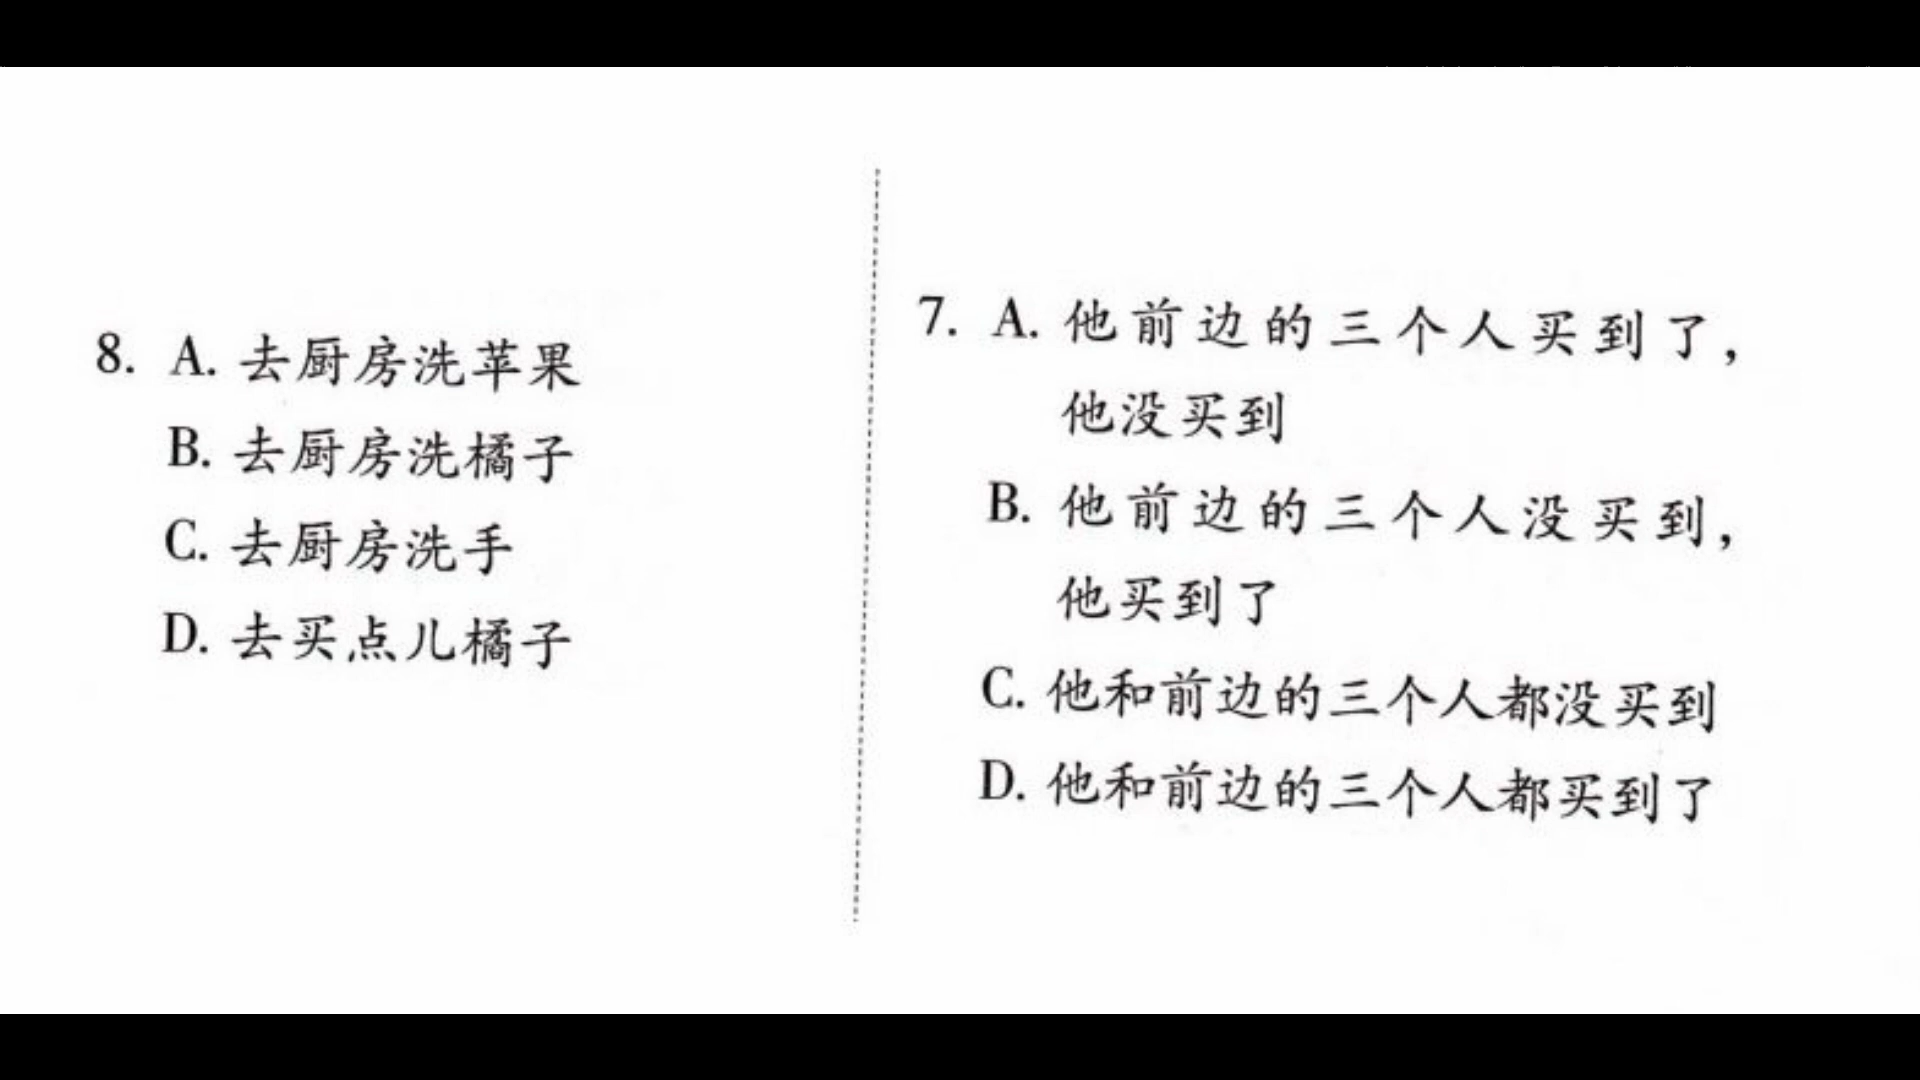 8. A. 去厨房洗苹果
B. 去厨房洗橘子
C. 去厨房洗手
D. 去买点儿橘子
7. A. 他前边的三个人买到了，
他没买到
B. 他前边的三个人没买到，
他买到了
C. 他和前边的三个人都没买到
D. 他和前边的三个人都买到了